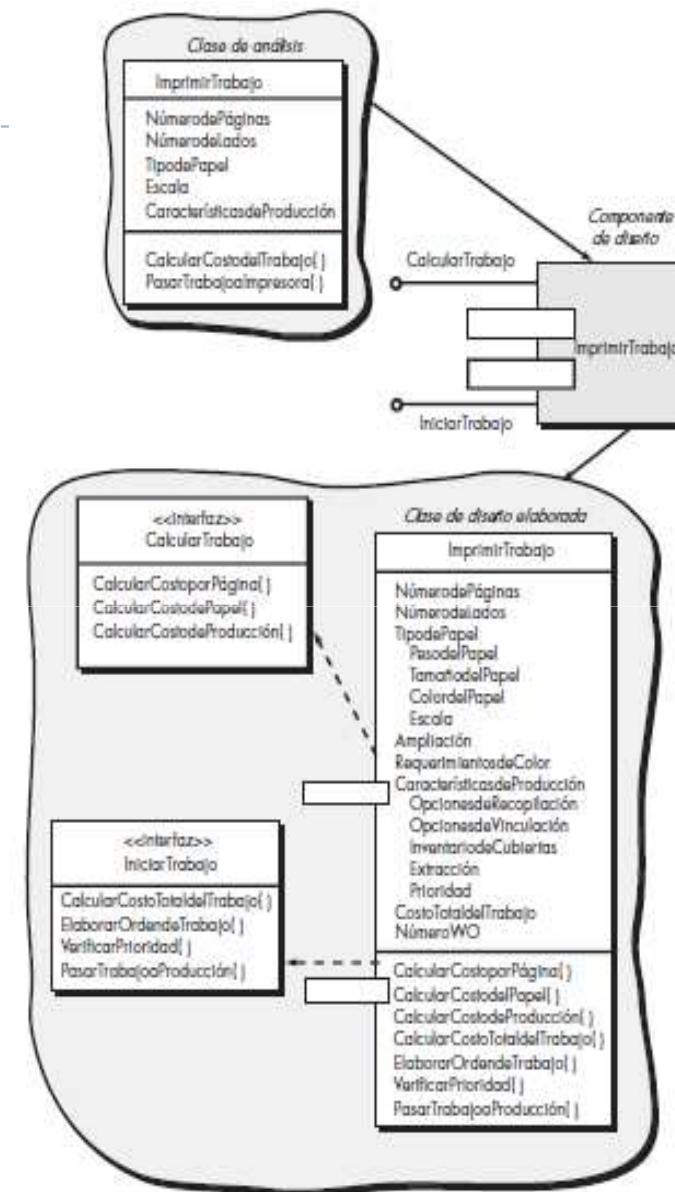 Clase de análisis
ImprimirTrabajo
NúmerodePáginas
NúmerodeLados
TipodePapel
Escala
CaracterísticasdeProducción
CalcularCostodelTrabajo( )
PasarTrabajoaImpresora( )
Componente
de diseño
CalcularTrabajo
ImprimirTrabajo
IniciarTrabajo
<<interfaz>>
CalcularTrabajo
CalcularCostoporPágina( )
CalcularCostodePapel( )
CalcularCostodeProducción( )
<<interfaz>>
IniciarTrabajo
CalcularCostoTotaldelTrabajo( )
ElaborarOrdendeTrabajo( )
VerificarPrioridad( )
PasarTrabajoaProducción( )
Clase de diseño elaborada
ImprimirTrabajo
NúmerodePáginas
NúmerodeLados
TipodePapel
PesodelPapel
TamañodelPapel
ColordelPapel
Escala
Ampliación
RequerimientosdeColor
CaracterísticasdeProducción
OpcionesdeRecopilación
OpcionesdeVinculación
InventariodeCubiertas
Extracción
Prioridad
CostoTotaldelTrabajo
NúmeroWO
CalcularCostoporPágina( )
CalcularCostodelPapel( )
CalcularCostodeProducción( )
CalcularCostoTotaldelTrabajo( )
ElaborarOrdendeTrabajo( )
VerificarPrioridad( )
PasarTrabajoaProducción( )